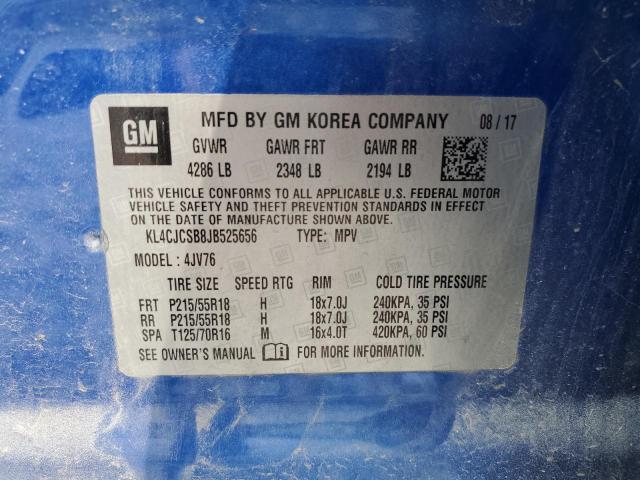 GM MFD BY GM KOREA COMPANY 08/17
GVWR GAWR FRT GAWR RR
4286 LB 2348 LB 2194 LB
THIS VEHICLE CONFORMS TO ALL APPLICABLE U.S. FEDERAL MOTOR
VEHICLE SAFETY AND THEFT PREVENTION STANDARDS IN EFFECT
ON THE DATE OF MANUFACTURE SHOWN ABOVE.
KL4CJCSB8JB525656 TYPE: MPV
MODEL : 4JV76
TIRE SIZE SPEED RTG RIM COLD TIRE PRESSURE
FRT P215/55R18 H 18x7.0J 240KPA, 35 PSI
RR P215/55R18 H 18x7.0J 240KPA, 35 PSI
SPA T125/70R16 M 16x4.0T 420KPA, 60 PSI
SEE OWNER'S MANUAL FOR MORE INFORMATION.